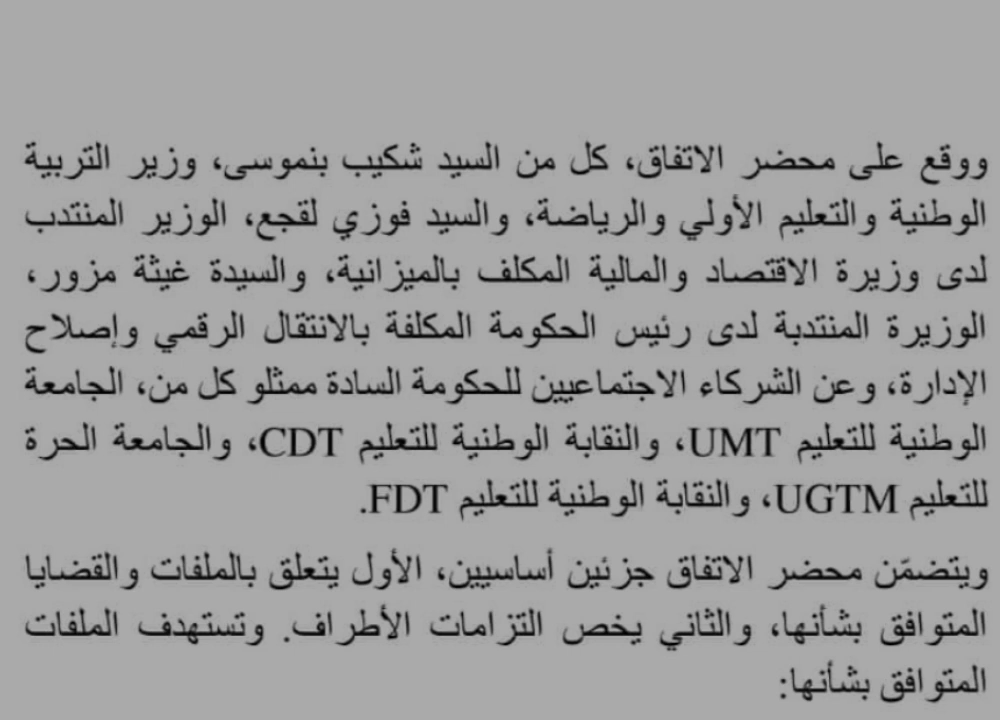 ووقع على محضر الاتفاق، كل من السيد شكيب بنموسى، وزير التربية
الوطنية والتعليم الأولي والرياضة، والسيد فوزي لقجع، الوزير المنتدب
لدى وزيرة الاقتصاد والمالية المكلف بالميزانية، والسيدة غيثة مزور،
الوزيرة المنتدبة لدى رئيس الحكومة المكلفة بالانتقال الرقمي وإصلاح
الإدارة، وعن الشركاء الاجتماعيين للحكومة السادة ممثلو كل من، الجامعة
الوطنية للتعليم UMT، والنقابة الوطنية للتعليم CDT، والجامعة الحرة
للتعليم UGTM، والنقابة الوطنية للتعليم FDT.
ويتضمّن محضر الاتفاق جزئين أساسيين، الأول يتعلق بالملفات والقضايا
المتوافق بشأنها، والثاني يخص التزامات الأطراف. وتستهدف الملفات
المتوافق بشأنها: